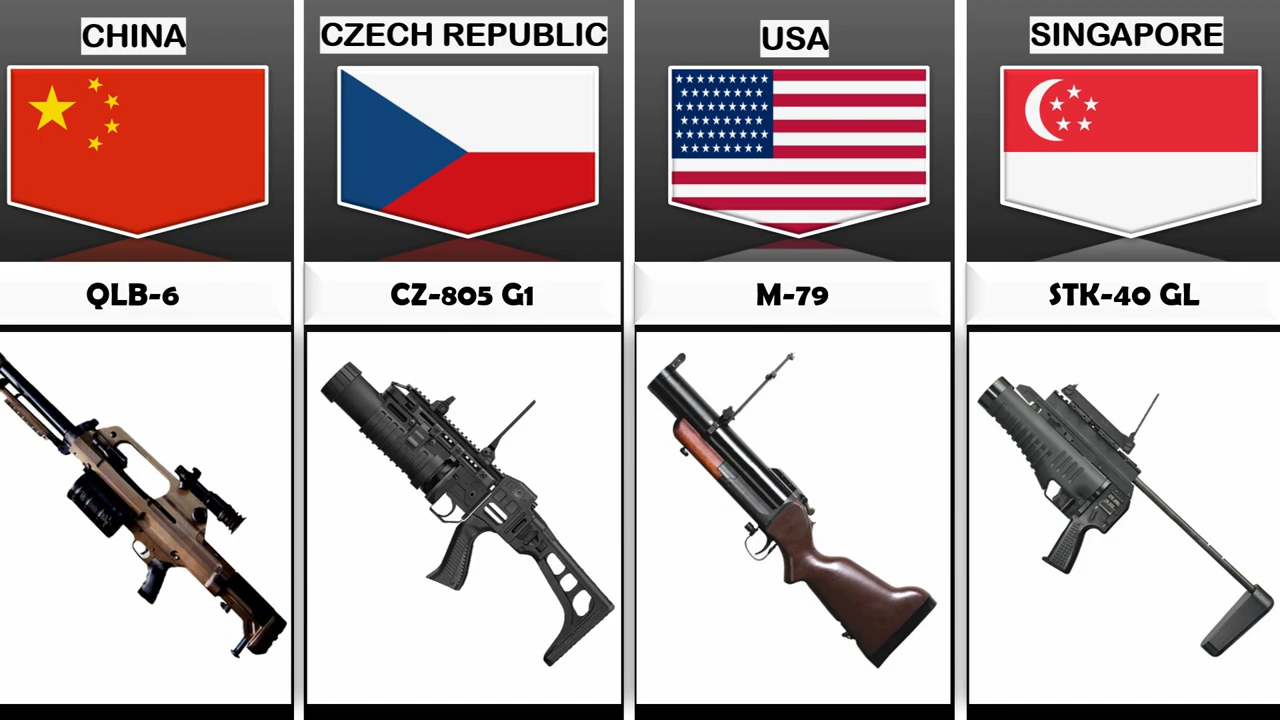 CHINA
CZECH REPUBLIC
USA
SINGAPORE
QLB-6
CZ-805 G1
M-79
STK-40 GL